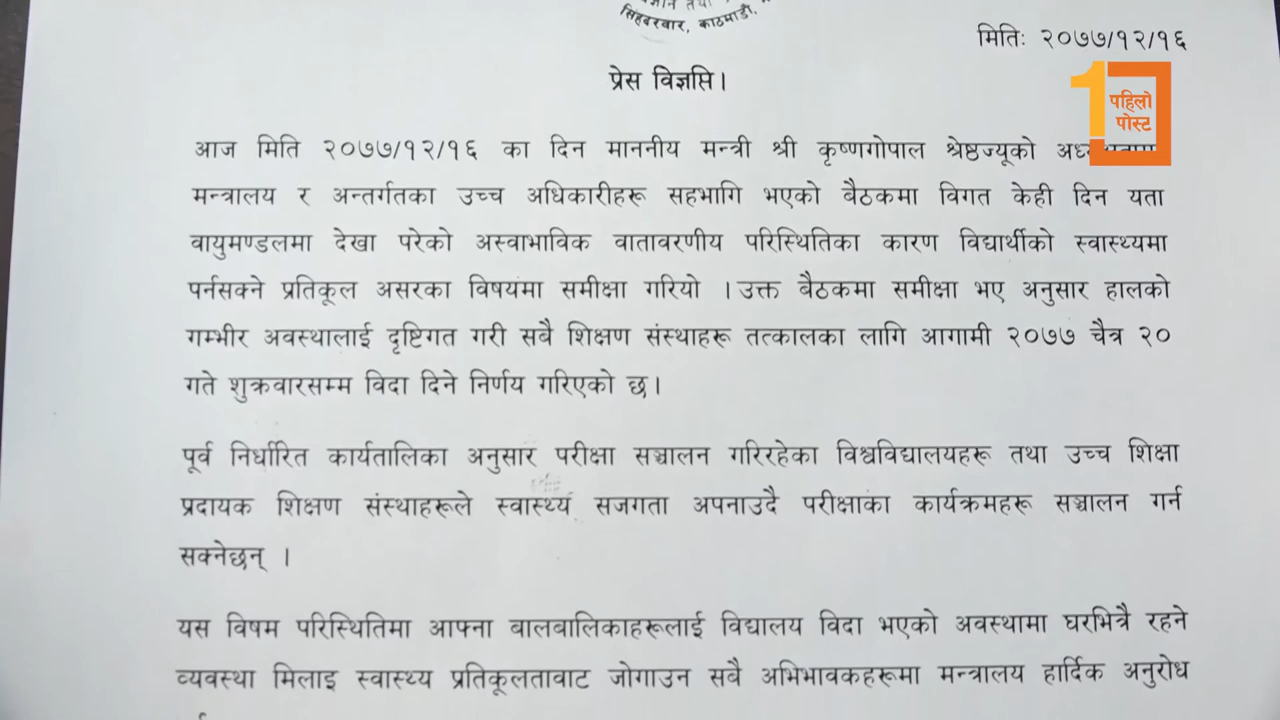 सिंहदरबार, काठमाडौं,
मितिः २०७७/१२/१६
प्रेस विज्ञप्ति।
पहिलो
पोस्ट
आज मिति २०७७/१२/१६ का दिन माननीय मन्त्री श्री कृष्णगोपाल श्रेष्ठज्यूको
मन्त्रालय र अन्तर्गतका उच्च अधिकारीहरू सहभागि भएको बैठकमा विगत केही दिन यता
वायुमण्डलमा देखा परेको अस्वाभाविक वातावरणीय परिस्थितिका कारण विद्यार्थीको स्वास्थ्यमा
पर्नसक्ने प्रतिकूल असरका विषयमा समीक्षा गरियो । उक्त बैठकमा समीक्षा भए अनुसार हालको
गम्भीर अवस्थालाई दृष्टिगत गरी सबै शिक्षण संस्थाहरू तत्कालका लागि आगामी २०७७ चैत्र २०
गते शुक्रवारसम्म विदा दिने निर्णय गरिएको छ।
पूर्व निर्धारित कार्यतालिका अनुसार परीक्षा सञ्चालन गरिरहेका विश्वविद्यालयहरू तथा उच्च शिक्षा
प्रदायक शिक्षण संस्थाहरूले स्वास्थ्य सजगता अपनाउदै परीक्षाका कार्यक्रमहरू सञ्चालन गर्न
सक्नेछन् ।
यस विषम परिस्थितिमा आफ्ना बालबालिकाहरूलाई विद्यालय विदा भएको अवस्थामा घरभित्रै रहने
व्यवस्था मिलाइ स्वास्थ्य प्रतिकूलतावाट जोगाउन सबै अभिभावकहरूमा मन्त्रालय हार्दिक अनुरोध